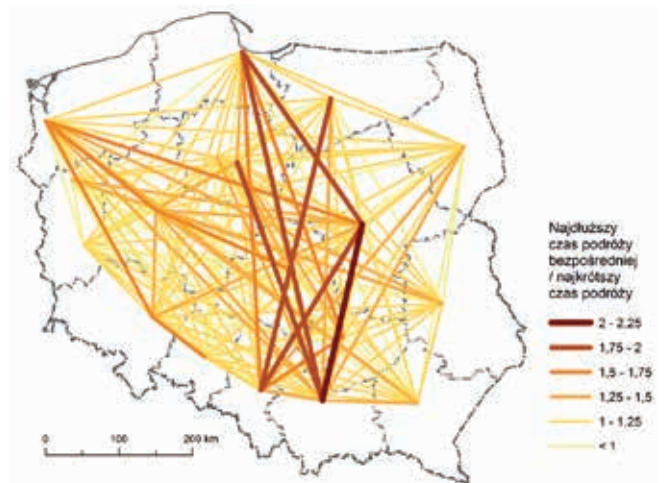 Najdłuższy
czas podróży
bezpośredniej
/ najkrótszy
czas podróży
2 - 2,25
1,75 - 2
1,5 - 1,75
1,25 - 1,5
1 - 1,25
< 1
0 100 200 km